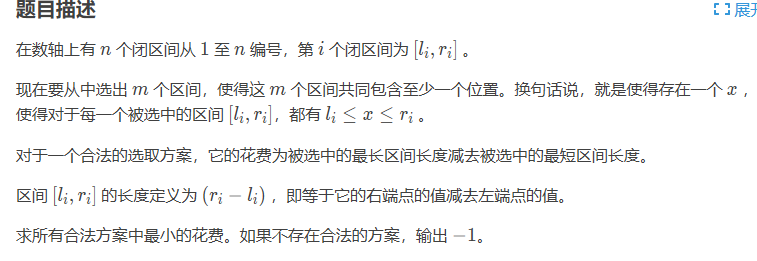 题目描述
展开
在数轴上有 n 个闭区间从 1 至 n 编号，第 i 个闭区间为 [l_i, r_i] 。
现在要从中选出 m 个区间，使得这 m 个区间共同包含至少一个位置。换句话说，就是使得存在一个 x ，
使得对于每一个被选中的区间 [l_i, r_i]，都有 l_i ≤ x ≤ r_i 。
对于一个合法的选取方案，它的花费为被选中的最长区间长度减去被选中的最短区间长度。
区间 [l_i, r_i] 的长度定义为 (r_i − l_i) ，即等于它的右端点的值减去左端点的值。
求所有合法方案中最小的花费。如果不存在合法的方案，输出 −1。